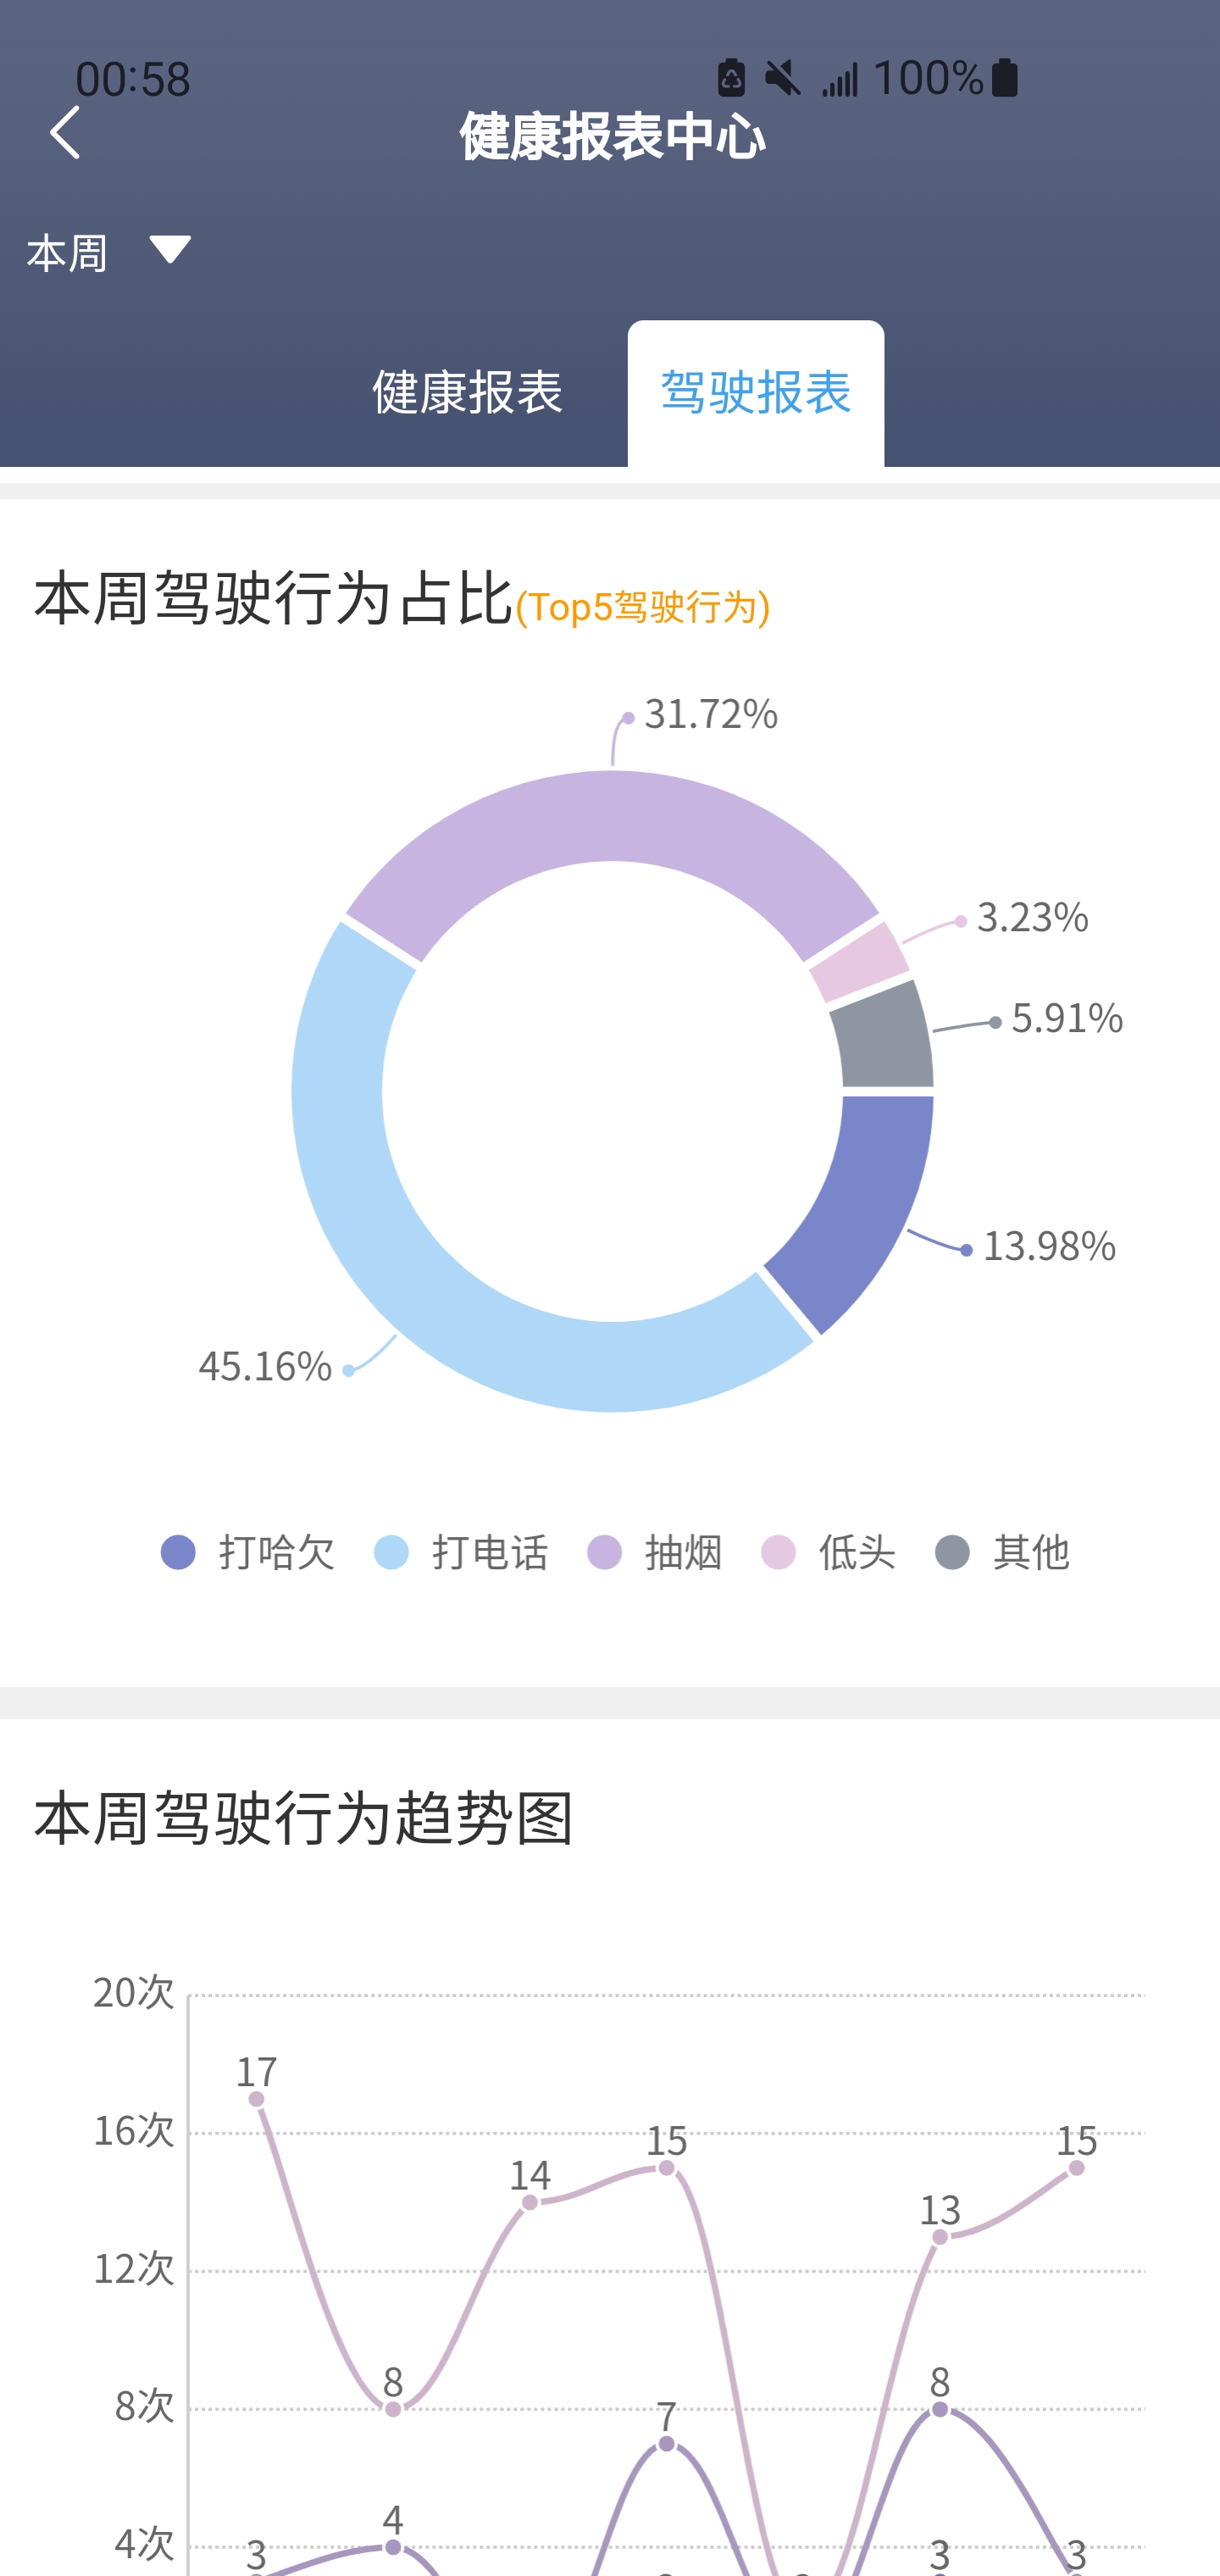 00:58
100%
健康报表中心
本周
健康报表 驾驶报表
本周驾驶行为占比(Top5驾驶行为)
31.72%
3.23%
5.91%
13.98%
45.16%
打哈欠 打电话 抽烟 低头 其他
本周驾驶行为趋势图
20次
17
16次
15 15
14
13
12次
8 8
8次
7
4
4次
3 3 3